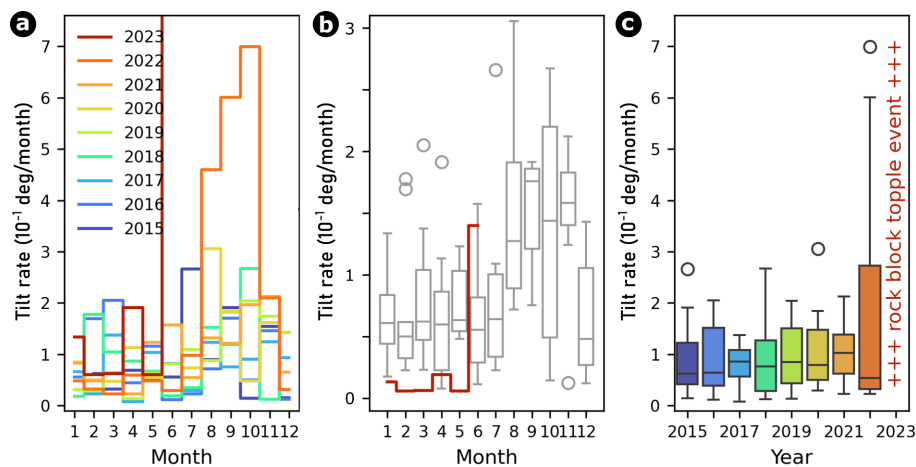 a
Tilt rate (10⁻¹ deg/month)
7
6
5
4
3
2
1
0
2023
2022
2021
2020
2019
2018
2017
2016
2015
1 2 3 4 5 6 7 8 9 10 11 12
Month
b
Tilt rate (10⁻¹ deg/month)
3
2
1
0
1 2 3 4 5 6 7 8 9 10 11 12
Month
c
Tilt rate (10⁻¹ deg/month)
7
6
5
4
3
2
1
0
+++ rock block topple event +++
2015 2017 2019 2021 2023
Year